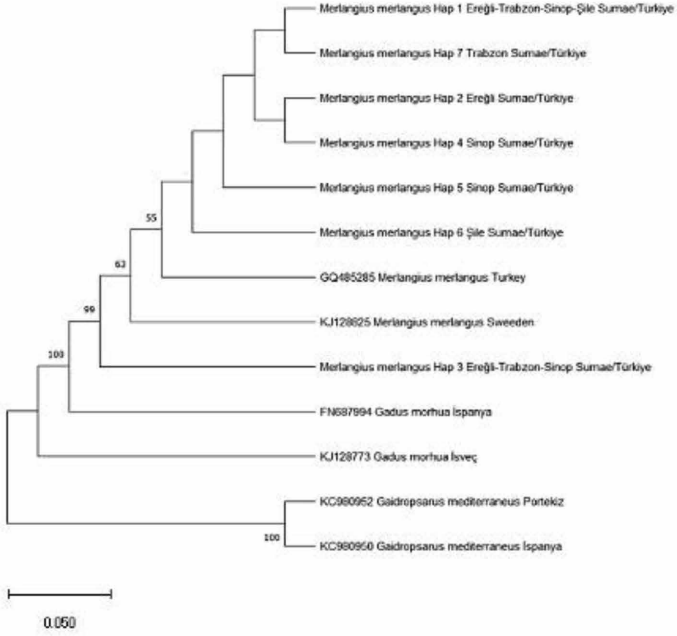 Merlangius merlangus Hap 1 Ereğli-Trabzon-Sinop-Şile Sumae/Türkiye
Merlangius merlangus Hap 7 Trabzon Sumae/Türkiye
Merlangius merlangus Hap 2 Ereğli Sumae/Türkiye
Merlangius merlangus Hap 4 Sinop Sumae/Türkiye
Merlangius merlangus Hap 5 Sinop Sumae/Türkiye
55
Merlangius merlangus Hap 6 Şile Sumae/Türkiye
63
GQ485285 Merlangius merlangus Turkey
99
KJ128825 Merlangius merlangus Sweeden
100
Merlangius merlangus Hap 3 Ereğli-Trabzon-Sinop Sumae/Türkiye
FN687994 Gadus morhua İspanya
KJ128773 Gadus morhua İsveç
KC980952 Gaidropsarus mediterraneus Portekiz
100
KC980950 Gaidropsarus mediterraneus İspanya
0.050